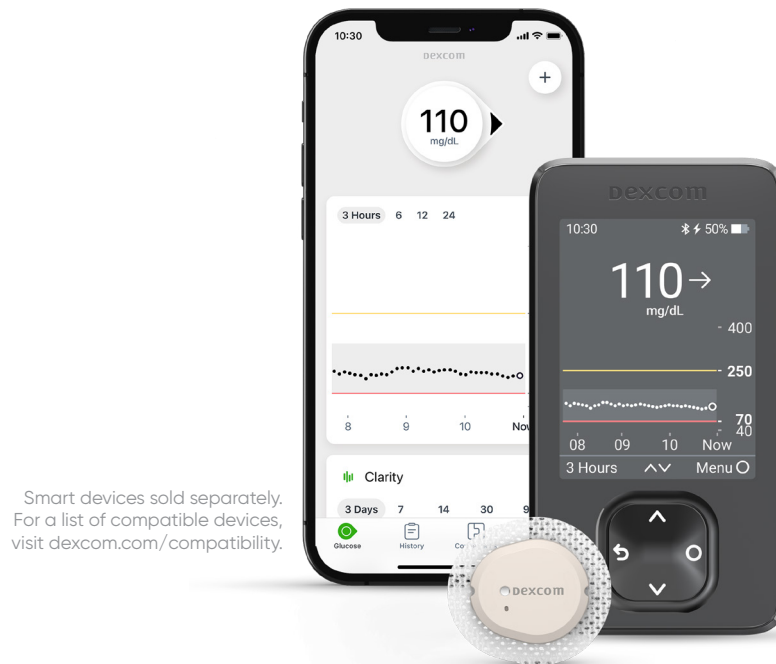 10:30
Dexcom
110
mg/dL
3 Hours 6 12 24
8 9 10
Clarity
3 Days 7 14 30
Glucose History
Dexcom
10:30 50%
110
mg/dL
400
250
70
40
08 09 10 Now
3 Hours Menu
Smart devices sold separately.
For a list of compatible devices,
visit dexcom.com/compatibility.
Dexcom